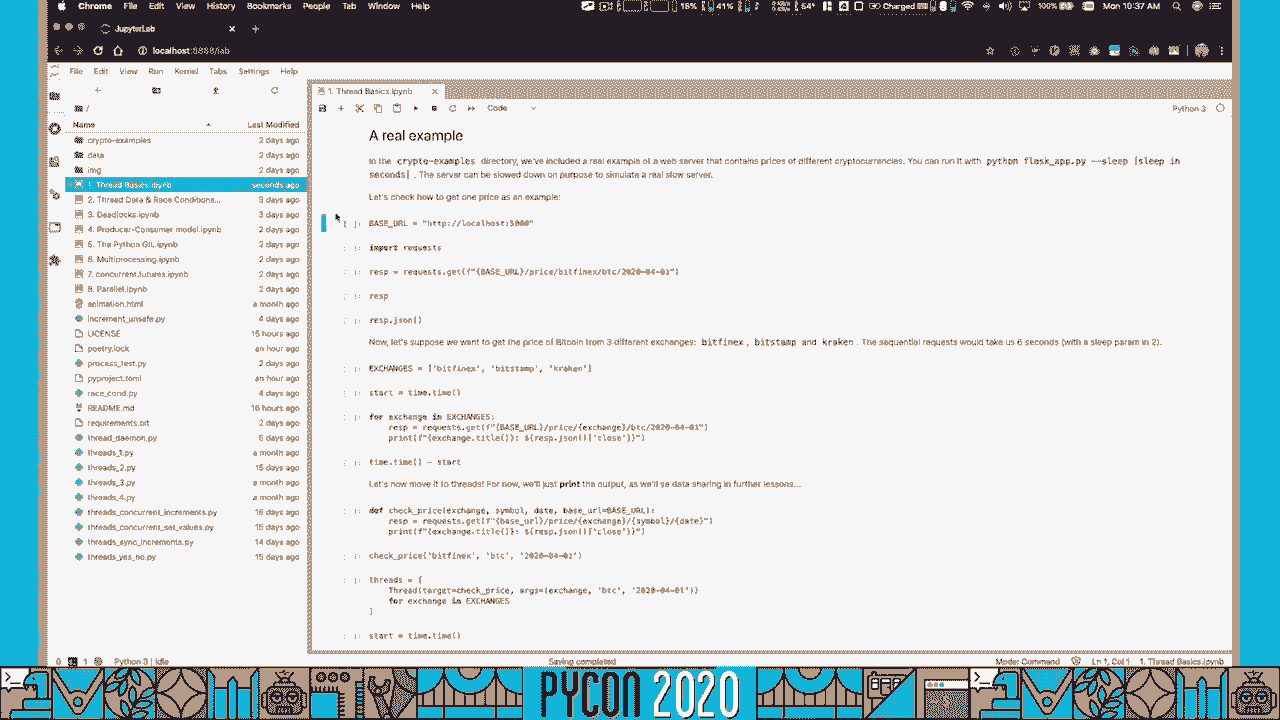 Chrome File Edit View History Bookmarks People Tab Window Help 15% 41% 54° Charged 100% Mon 10:37 AM
JupyterLab
localhost:8888/lab
File Edit View Run Kernel Tabs Settings Help
1. Thread Basics.ipynb
/
Code
Python 3
Name Last Modified
crypto-examples 2 days ago
data 2 days ago
img 2 days ago
1. Thread Basics.ipynb seconds ago
2. Thread Data & Race Conditions... 3 days ago
3. Deadlocks.ipynb 3 days ago
4. Producer-Consumer model.ipynb 2 days ago
5. The Python GIL.ipynb 2 days ago
6. Multiprocessing.ipynb 2 days ago
7. concurrent.futures.ipynb 2 days ago
8. Parallel.ipynb 2 days ago
animation.html a month ago
increment_unsafe.py 4 days ago
LICENSE 15 hours ago
poetry.lock an hour ago
process_test.py 2 days ago
pyproject.toml an hour ago
race_cond.py 4 days ago
README.md 16 hours ago
requirements.txt 2 days ago
thread_daemon.py 6 days ago
threads_1.py a month ago
threads_2.py 15 days ago
threads_3.py a month ago
threads_4.py a month ago
threads_concurrent_increments.py 15 days ago
threads_concurrent_set_values.py 15 days ago
threads_sync_increments.py 14 days ago
threads_yes_no.py 15 days ago
A real example
In the crypto-examples directory, we've included a real example of a web server that contains prices of different cryptocurrencies. You can run it with python flask_app.py --sleep [sleep in
seconds] . The server can be slowed down on purpose to simulate a real slow server.
Let's check how to get one price as an example:
[ ]: BASE_URL = "http://localhost:5000"
[ ]: import requests
[ ]: resp = requests.get(f"{BASE_URL}/price/bitfinex/btc/2020-04-01")
[ ]: resp
[ ]: resp.json()
Now, let's suppose we want to get the price of Bitcoin from 3 different exchanges: bitfinex , bitstamp and kraken . The sequential requests would take us 6 seconds (with a sleep param in 2).
[ ]: EXCHANGES = ['bitfinex', 'bitstamp', 'kraken']
[ ]: start = time.time()
[ ]: for exchange in EXCHANGES:
resp = requests.get(f"{BASE_URL}/price/{exchange}/btc/2020-04-01")
print(f"{exchange.title()}: ${resp.json()['close']}")
[ ]: time.time() - start
Let's now move it to threads! For now, we'll just print the output, as we'll se data sharing in further lessons...
[ ]: def check_price(exchange, symbol, date, base_url=BASE_URL):
resp = requests.get(f"{base_url}/price/{exchange}/{symbol}/{date}")
print(f"{exchange.title()}: ${resp.json()['close']}")
[ ]: check_price('bitfinex', 'btc', '2020-04-01')
[ ]: threads = [
Thread(target=check_price, args=(exchange, 'btc', '2020-04-01'))
for exchange in EXCHANGES
]
[ ]: start = time.time()
0 1 Python 3 | Idle Saving completed Mode: Command Ln 1, Col 1 1. Thread Basics.ipynb
PYCON 2020